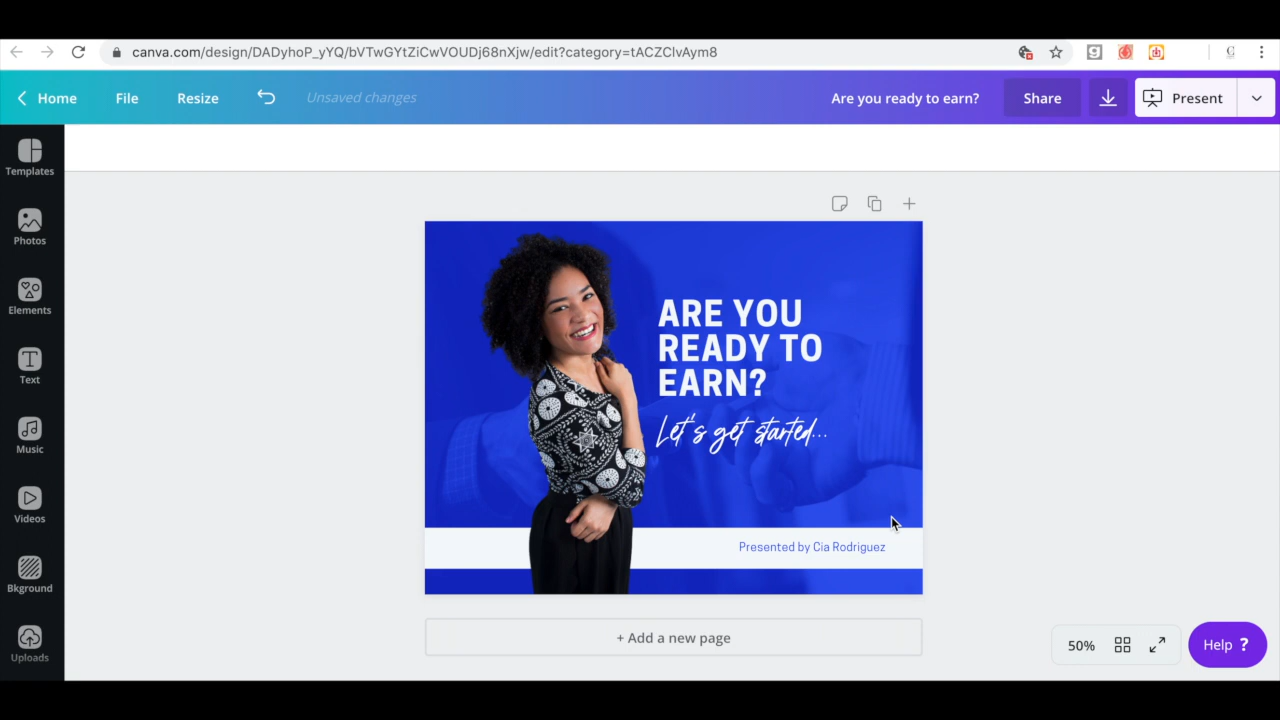 canva.com/design/DADyhoP_yYQ/bVTwGYtZiCwVOUDj68nXjw/edit?category=tACZCIvAym8
Home File Resize Unsaved changes Are you ready to earn? Share Present
Templates
Photos
Elements
Text
Music
Videos
Bkground
Uploads
ARE YOU
READY TO
EARN?
Let's get started...
Presented by Cia Rodriguez
+ Add a new page
50% Help ?